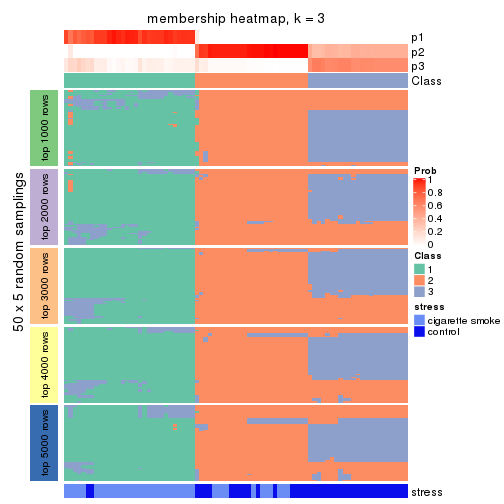 membership heatmap, k = 3
p1
p2
p3
Class
50 x 5 random samplings
top 1000 rows
top 2000 rows
top 3000 rows
top 4000 rows
top 5000 rows
Prob
1
0.8
0.6
0.4
0.2
0
Class
1
2
3
stress
cigarette smoke
control
stress